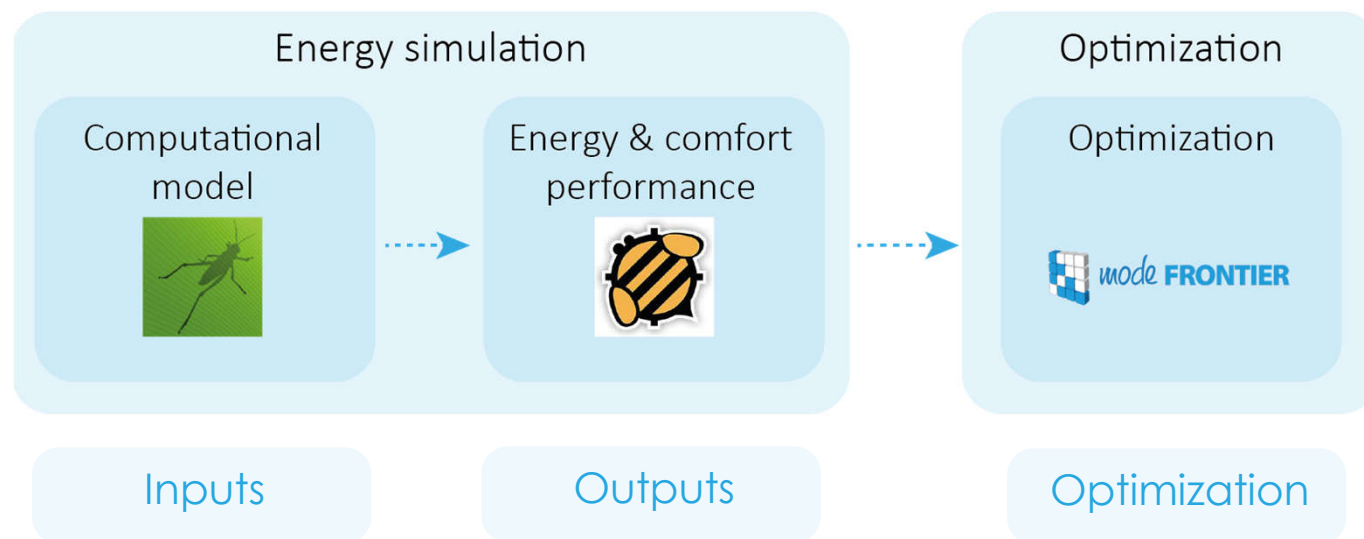 Energy simulation
Optimization
Computational
model
Energy & comfort
performance
Optimization
mode FRONTIER
Inputs
Outputs
Optimization